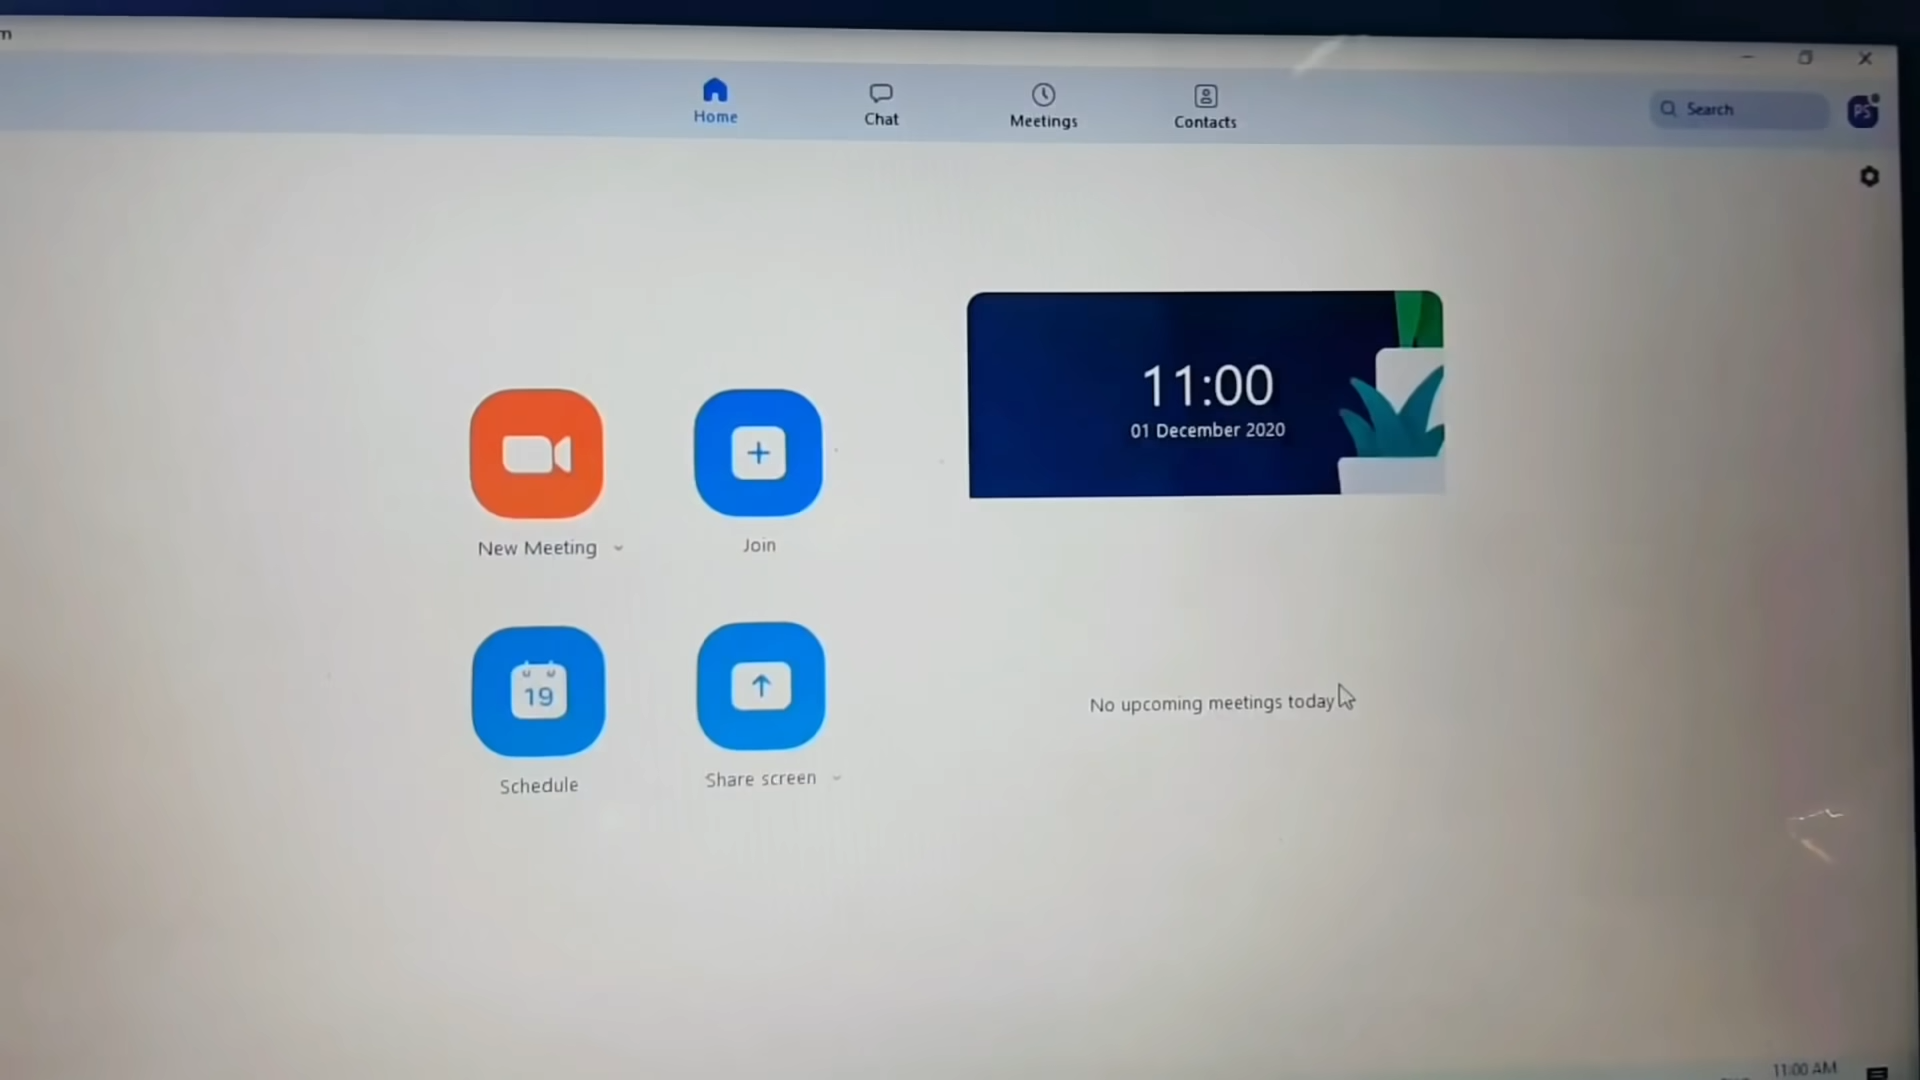 m
Home
Chat
Meetings
Contacts
Search
PS
11:00
01 December 2020
New Meeting
Join
19
Schedule
Share screen
No upcoming meetings today
11:00 AM